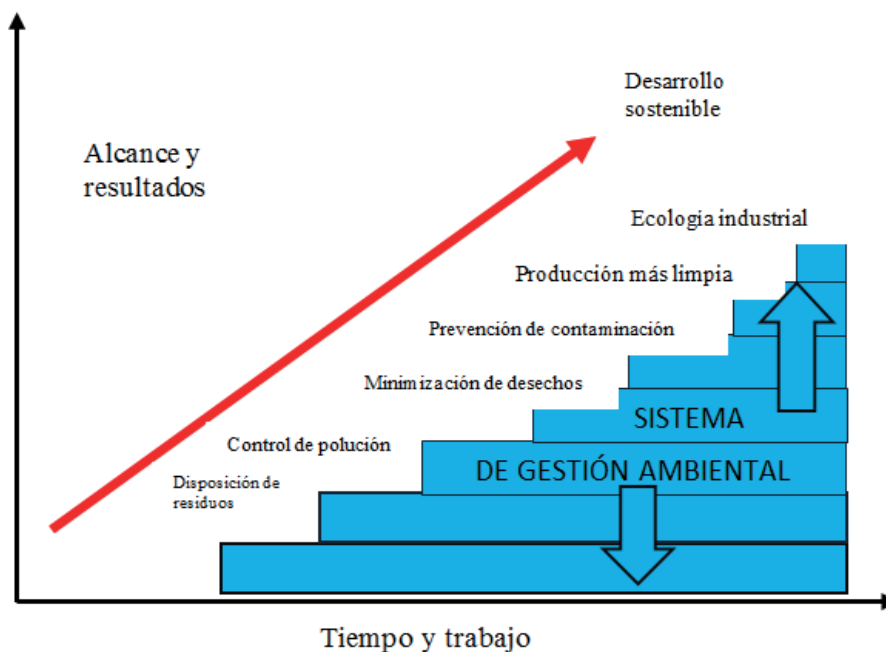 Desarrollo
sostenible
Alcance y
resultados
Ecología industrial
Producción más limpia
Prevención de contaminación
Minimización de desechos
SISTEMA
Control de polución
DE GESTIÓN AMBIENTAL
Disposición de
residuos
Tiempo y trabajo